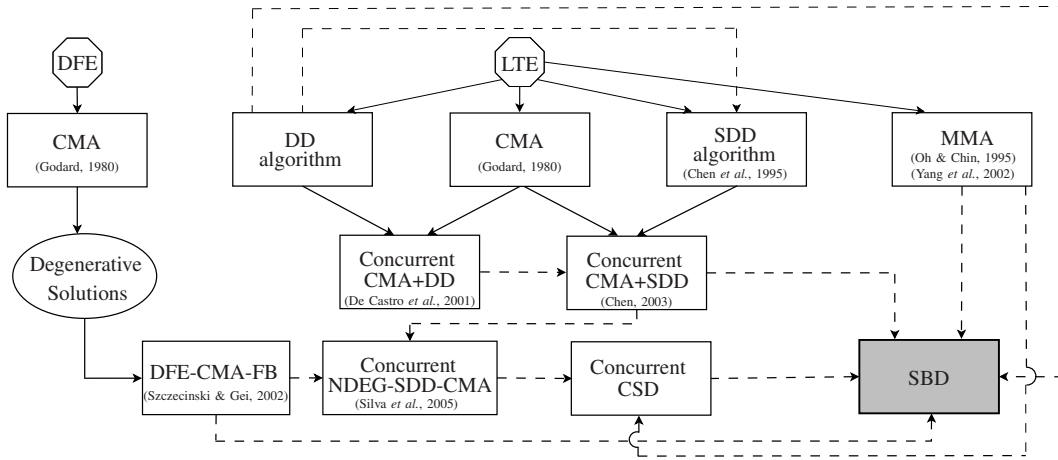 DFE
LTE
CMA
(Godard, 1980)
DD
algorithm
CMA
(Godard, 1980)
SDD
algorithm
(Chen et al., 1995)
MMA
(Oh & Chin, 1995)
(Yang et al., 2002)
Degenerative
Solutions
Concurrent
CMA+DD
(De Castro et al., 2001)
Concurrent
CMA+SDD
(Chen, 2003)
DFE-CMA-FB
(Szczecinski & Gei, 2002)
Concurrent
NDEG-SDD-CMA
(Silva et al., 2005)
Concurrent
CSD
SBD